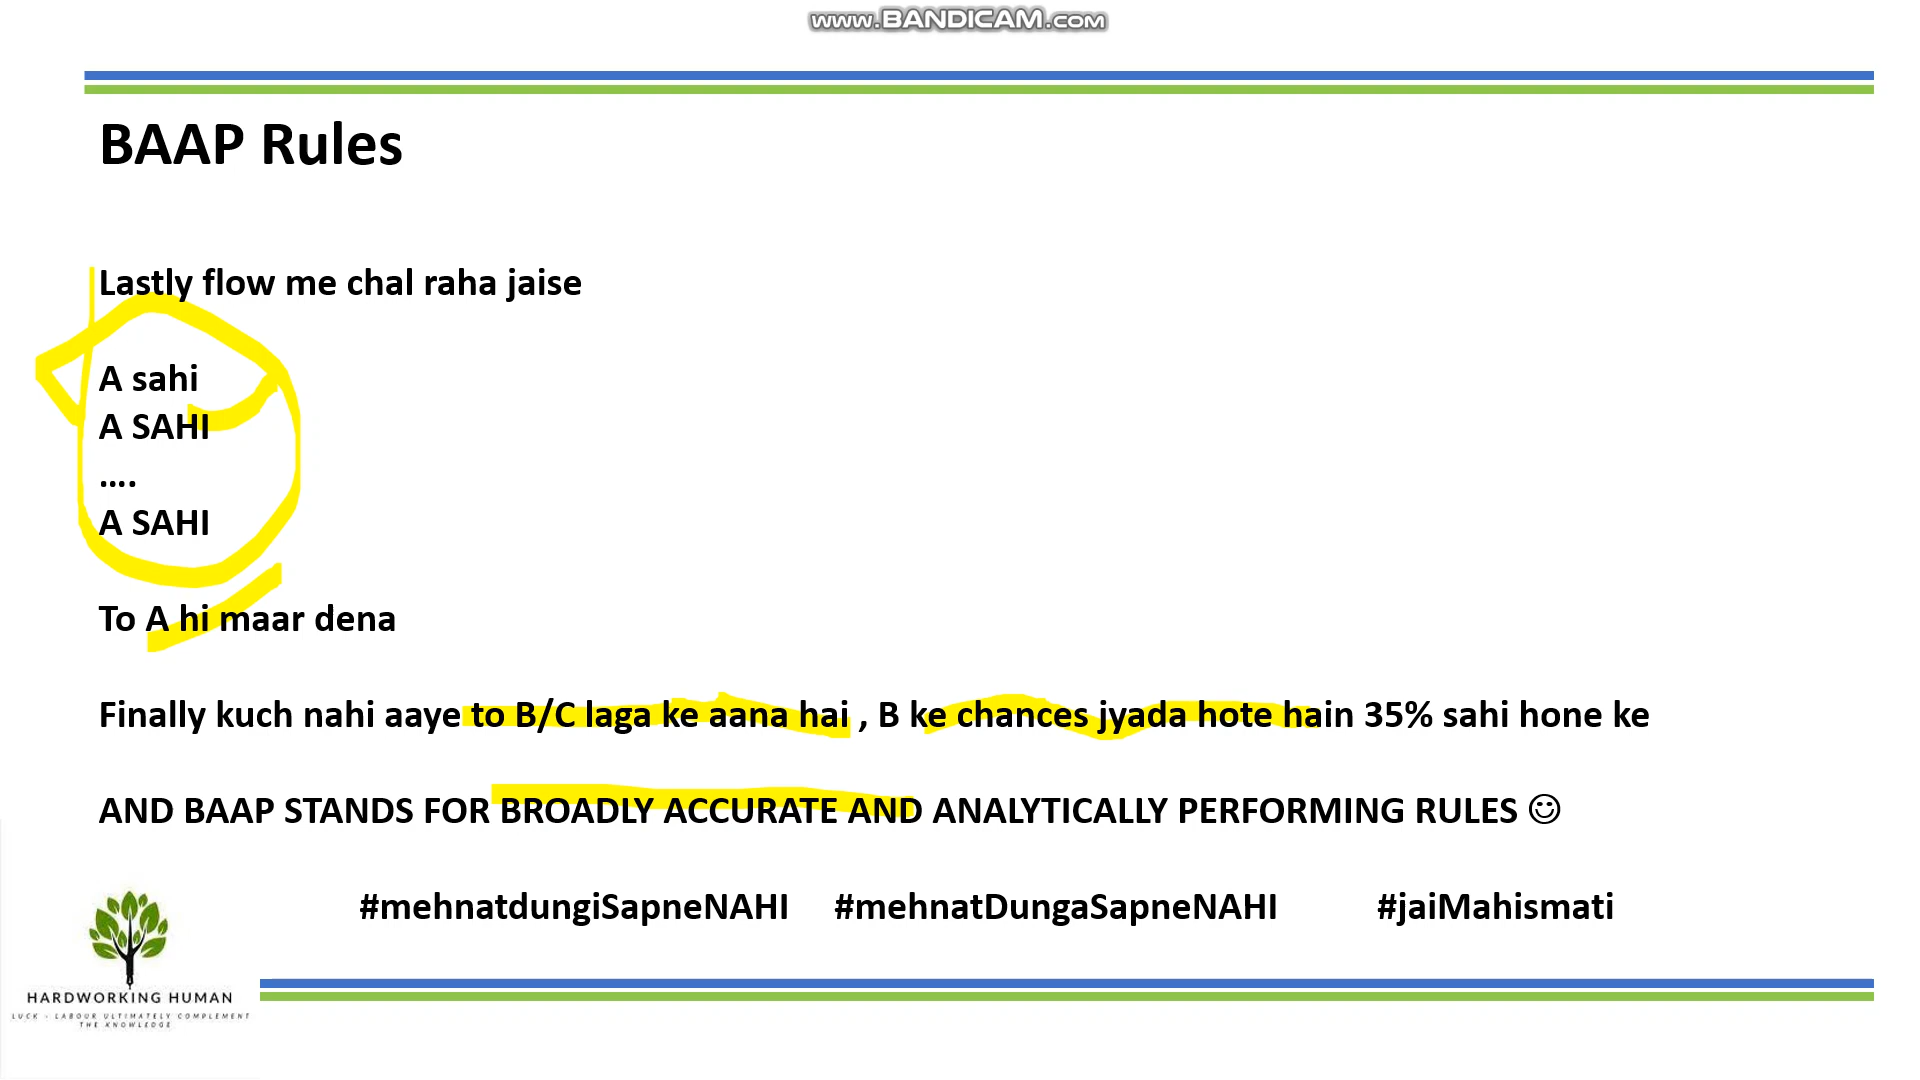 www.BANDICAM.com
BAAP Rules
Lastly flow me chal raha jaise
A sahi
A SAHI
....
A SAHI
To A hi maar dena
Finally kuch nahi aaye to B/C laga ke aana hai , B ke chances jyada hote hain 35% sahi hone ke
AND BAAP STANDS FOR BROADLY ACCURATE AND ANALYTICALLY PERFORMING RULES ☺
#mehnatdungiSapneNAHI #mehnatDungaSapneNAHI #jaiMahismati
HARDWORKING HUMAN
LUCK - LABOUR ULTIMATELY COMPLEMENT
THE KNOWLEDGE